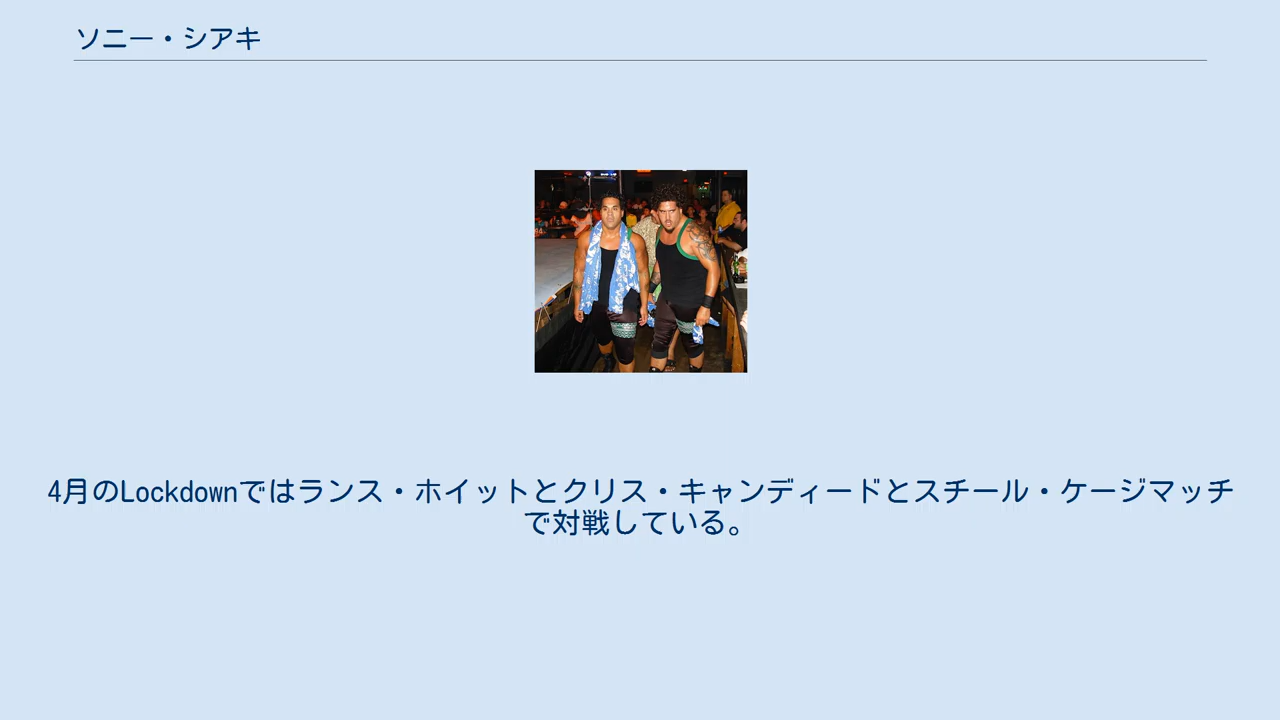 ソニー・シアキ
4月のLockdownではランス・ホイットとクリス・キャンディードとスチール・ケージマッチ
で対戦している。